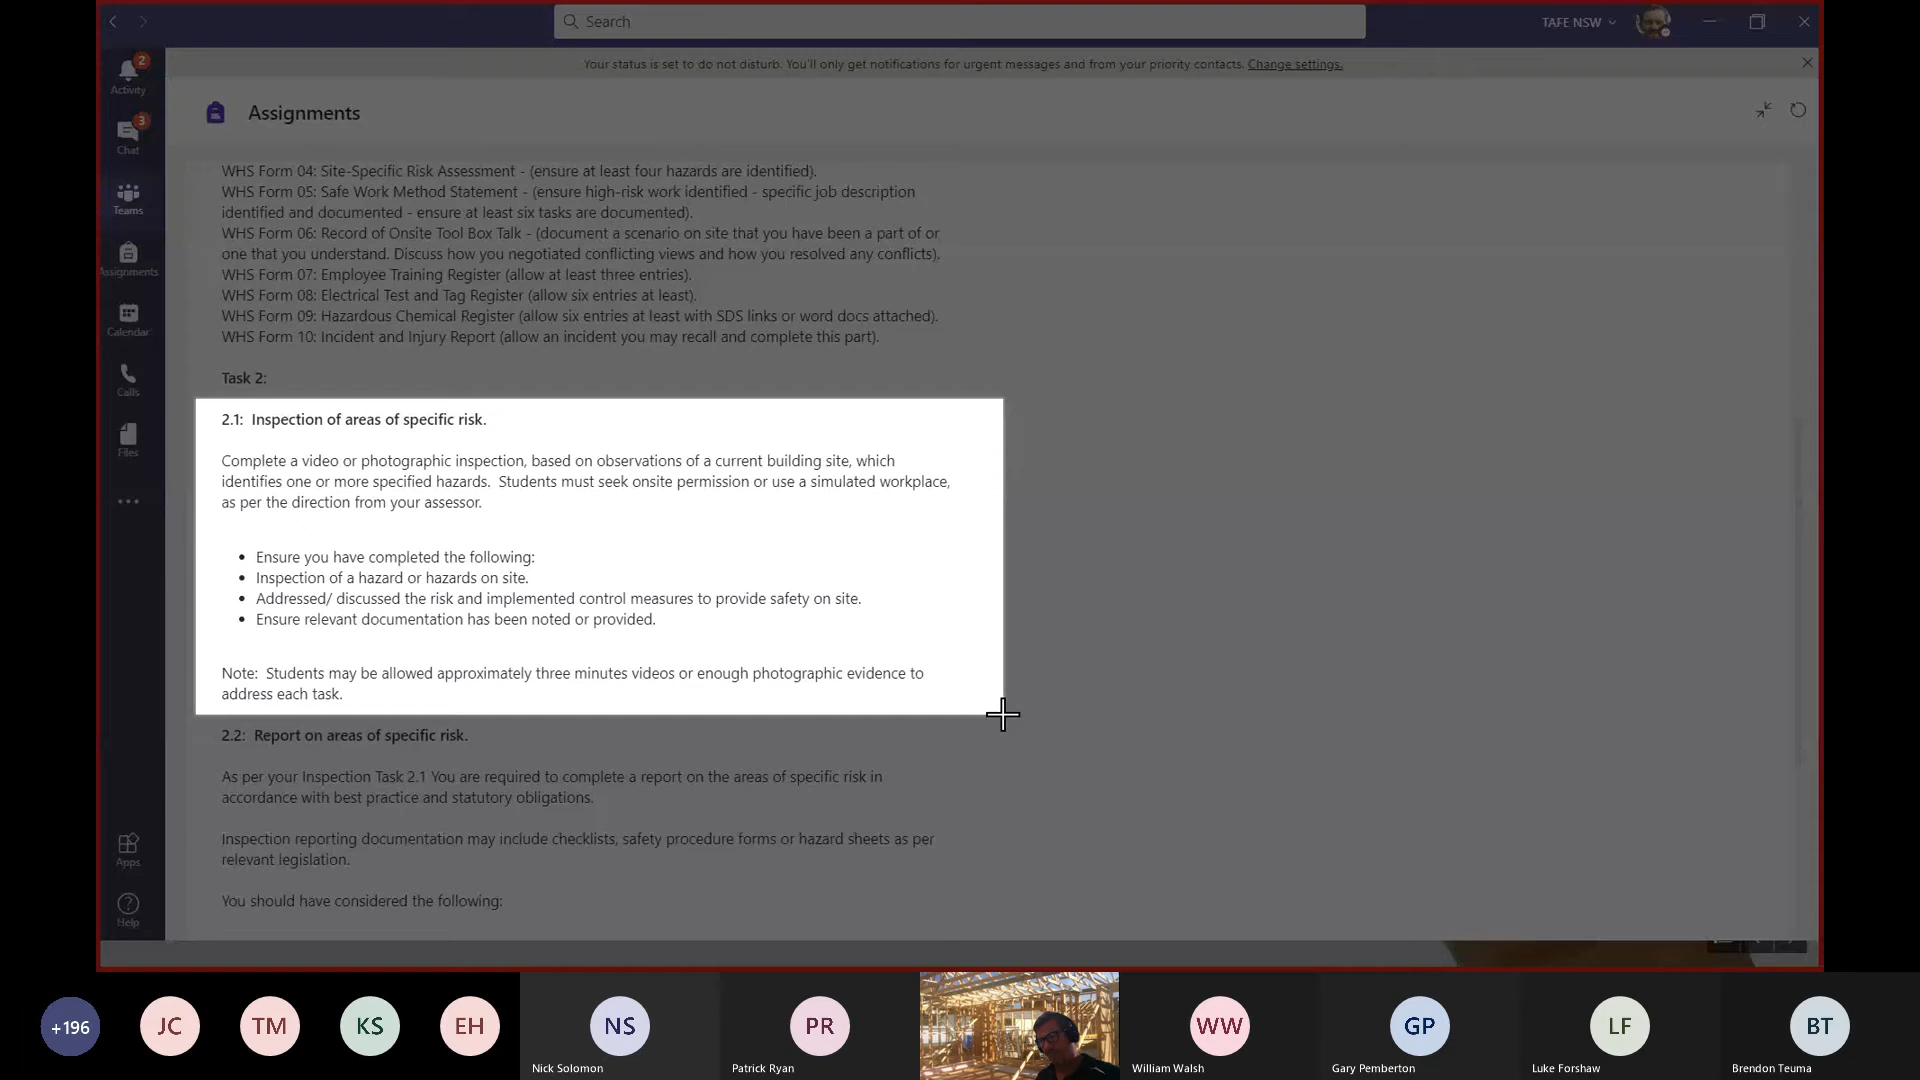 Search
TAFE NSW
Your status is set to do not disturb. You'll only get notifications for urgent messages and from your priority contacts. Change settings.
2
Activity
3
Chat
Teams
Assignments
Calendar
Calls
Files
Apps
Help
Assignments
WHS Form 04: Site-Specific Risk Assessment - (ensure at least four hazards are identified).
WHS Form 05: Safe Work Method Statement - (ensure high-risk work identified - specific job description
identified and documented - ensure at least six tasks are documented).
WHS Form 06: Record of Onsite Tool Box Talk - (document a scenario on site that you have been a part of or
one that you understand. Discuss how you negotiated conflicting views and how you resolved any conflicts).
WHS Form 07: Employee Training Register (allow at least three entries).
WHS Form 08: Electrical Test and Tag Register (allow six entries at least).
WHS Form 09: Hazardous Chemical Register (allow six entries at least with SDS links or word docs attached).
WHS Form 10: Incident and Injury Report (allow an incident you may recall and complete this part).
Task 2:
2.1: Inspection of areas of specific risk.
Complete a video or photographic inspection, based on observations of a current building site, which
identifies one or more specified hazards. Students must seek onsite permission or use a simulated workplace,
as per the direction from your assessor.
• Ensure you have completed the following:
• Inspection of a hazard or hazards on site.
• Addressed/ discussed the risk and implemented control measures to provide safety on site.
• Ensure relevant documentation has been noted or provided.
Note: Students may be allowed approximately three minutes videos or enough photographic evidence to
address each task.
2.2: Report on areas of specific risk.
As per your Inspection Task 2.1 You are required to complete a report on the areas of specific risk in
accordance with best practice and statutory obligations.
Inspection reporting documentation may include checklists, safety procedure forms or hazard sheets as per
relevant legislation.
You should have considered the following:
+196
JC
TM
KS
EH
NS
Nick Solomon
PR
Patrick Ryan
WW
William Walsh
GP
Gary Pemberton
LF
Luke Forshaw
BT
Brendon Teuma